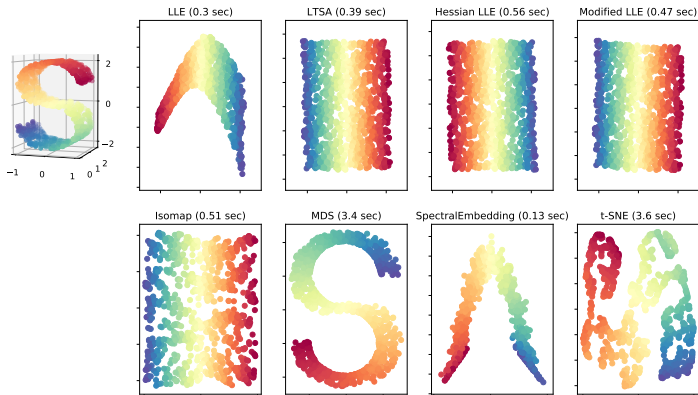 LLE (0.3 sec)
LTSA (0.39 sec)
Hessian LLE (0.56 sec)
Modified LLE (0.47 sec)
2
0
−2
−1
0
1
0
1
2
Isomap (0.51 sec)
MDS (3.4 sec)
SpectralEmbedding (0.13 sec)
t-SNE (3.6 sec)